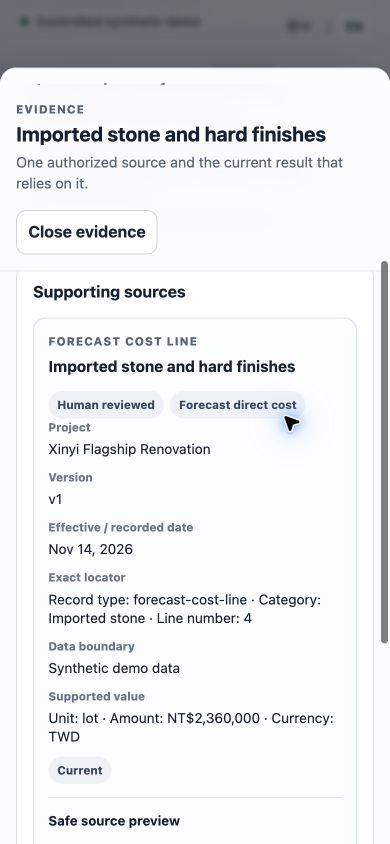 Controlled synthetic demo
EN
EVIDENCE
Imported stone and hard finishes
One authorized source and the current result that
relies on it.
Close evidence
Supporting sources
FORECAST COST LINE
Imported stone and hard finishes
Human reviewed
Forecast direct cost
Project
Xinyi Flagship Renovation
Version
v1
Effective / recorded date
Nov 14, 2026
Exact locator
Record type: forecast-cost-line · Category:
Imported stone · Line number: 4
Data boundary
Synthetic demo data
Supported value
Unit: lot · Amount: NT$2,360,000 · Currency:
TWD
Current
Safe source preview